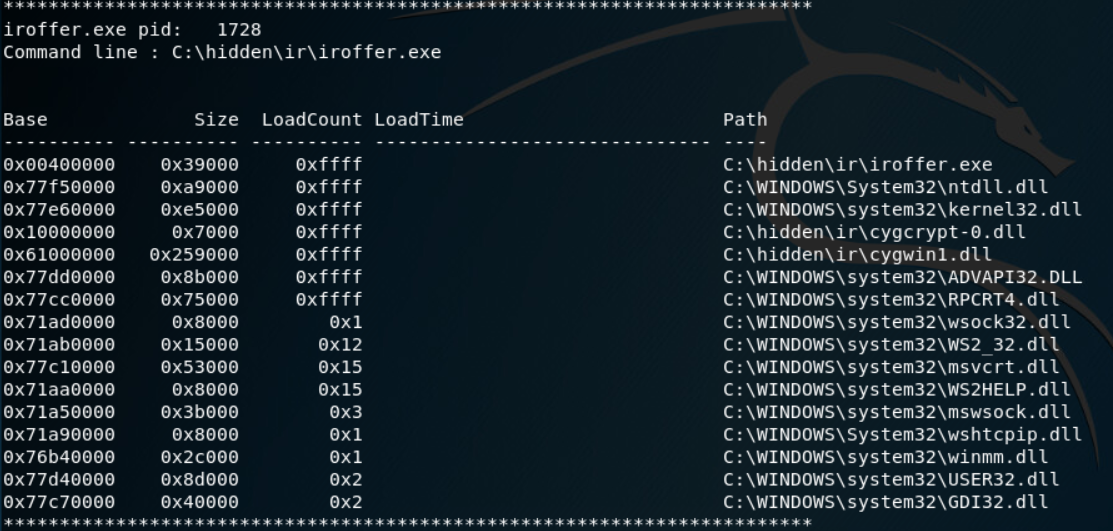 ************************************************************************
iroffer.exe pid:   1728
Command line : C:\hidden\ir\iroffer.exe
Base             Size  LoadCount LoadTime                       Path
---------- ---------- ---------- ------------------------------ ----
0x00400000    0x39000     0xffff                                C:\hidden\ir\iroffer.exe
0x77f50000    0xa9000     0xffff                                C:\WINDOWS\System32\ntdll.dll
0x77e60000    0xe5000     0xffff                                C:\WINDOWS\system32\kernel32.dll
0x10000000     0x7000     0xffff                                C:\hidden\ir\cygcrypt-0.dll
0x61000000   0x259000     0xffff                                C:\hidden\ir\cygwin1.dll
0x77dd0000    0x8b000     0xffff                                C:\WINDOWS\system32\ADVAPI32.DLL
0x77cc0000    0x75000     0xffff                                C:\WINDOWS\system32\RPCRT4.dll
0x71ad0000     0x8000        0x1                                C:\WINDOWS\system32\wsock32.dll
0x71ab0000    0x15000       0x12                                C:\WINDOWS\system32\WS2_32.dll
0x77c10000    0x53000       0x15                                C:\WINDOWS\system32\msvcrt.dll
0x71aa0000     0x8000       0x15                                C:\WINDOWS\system32\WS2HELP.dll
0x71a50000    0x3b000        0x3                                C:\WINDOWS\system32\mswsock.dll
0x71a90000     0x8000        0x1                                C:\WINDOWS\System32\wshtcpip.dll
0x76b40000    0x2c000        0x1                                C:\WINDOWS\system32\winmm.dll
0x77d40000    0x8d000        0x2                                C:\WINDOWS\system32\USER32.dll
0x77c70000    0x40000        0x2                                C:\WINDOWS\system32\GDI32.dll
************************************************************************